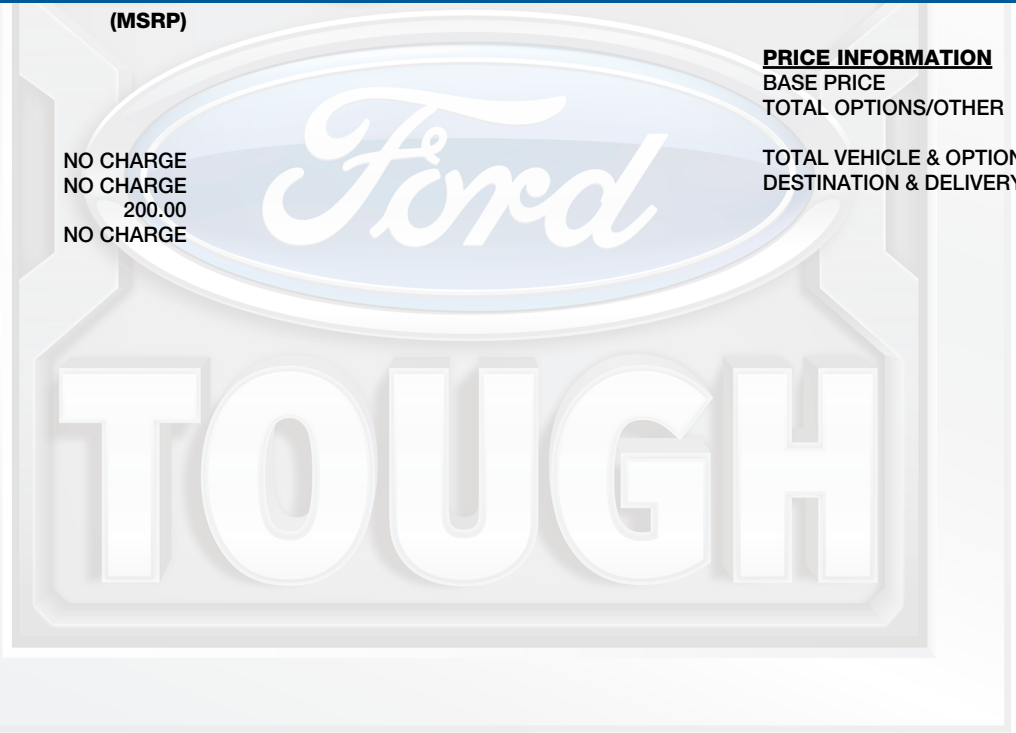 (MSRP)
NO CHARGE
NO CHARGE
200.00
NO CHARGE
PRICE INFORMATION
BASE PRICE
TOTAL OPTIONS/OTHER
TOTAL VEHICLE & OPTION
DESTINATION & DELIVERY
Ford
TOUGH